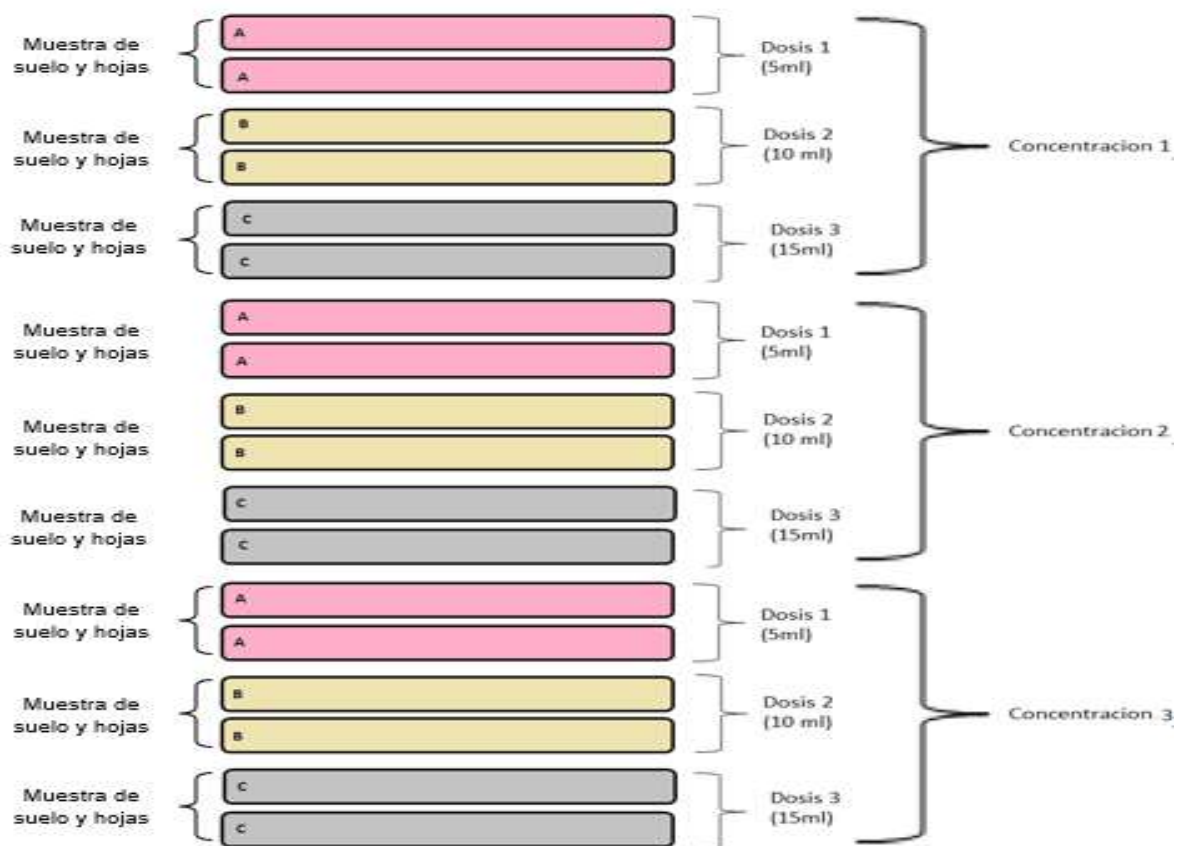 Muestra de
suelo y hojas
A
A
Dosis 1
(5ml)
Muestra de
suelo y hojas
B
B
Dosis 2
(10 ml)
Muestra de
suelo y hojas
C
C
Dosis 3
(15ml)
Concentracion 1
Muestra de
suelo y hojas
A
A
Dosis 1
(5ml)
Muestra de
suelo y hojas
B
B
Dosis 2
(10 ml)
Muestra de
suelo y hojas
C
C
Dosis 3
(15ml)
Concentracion 2
Muestra de
suelo y hojas
A
A
Dosis 1
(5ml)
Muestra de
suelo y hojas
B
B
Dosis 2
(10 ml)
Muestra de
suelo y hojas
C
C
Dosis 3
(15ml)
Concentracion 3